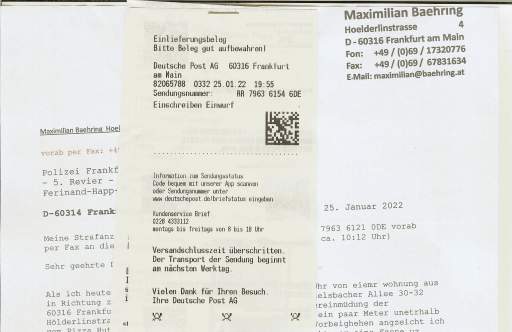 Maximilian Baehring
Hoelderlinstrasse 4
D - 60316 Frankfurt am Main
Fon: +49 / (0)69 / 17320776
Fax: +49 / (0)69 / 67831634
E.Mail: maximilian@baehring.at
Einlieferungsbeleg
Bitte Beleg gut aufbewahren!
Deutsche Post AG 60316 Frankfurt
am Main
82065788 0332 25.01.22 19:55
Sendungsnummer: RR 7963 6154 6DE
Einschreiben Einwurf
Information zum Sendungsstatus
Code bequem mit unserer App scannen
oder Sendungsnummer unter
www.deutschepost.de/briefstatus eingeben
Kundenservice Brief
0228 4333112
montags bis freitags von 8 bis 18 Uhr
Versandschlusszeit überschritten.
Der Transport der Sendung beginnt
am nächsten Werktag.
Vielen Dank für Ihren Besuch.
Ihre Deutsche Post AG
Maximilian Baehring Hoel
vorab per Fax: +4
Polizei Frankf
- 5. Revier -
Ferinand-Happ-
D-60314 Frank
Meine Strafanz
per Fax an die
Sehr geehrte
Als ich heute
in Richtung
60316 Frankfu
Hölderlinstra
25. Januar 2022
7963 6121 0DE vorab
ca. 10:12 Uhr)
Uhr von eiemr wohnung aus
elsbacher Allee 30-32
ereinmüdung der
ein paar Meter unetrhalb
Vorbeighehen angzeicht ich